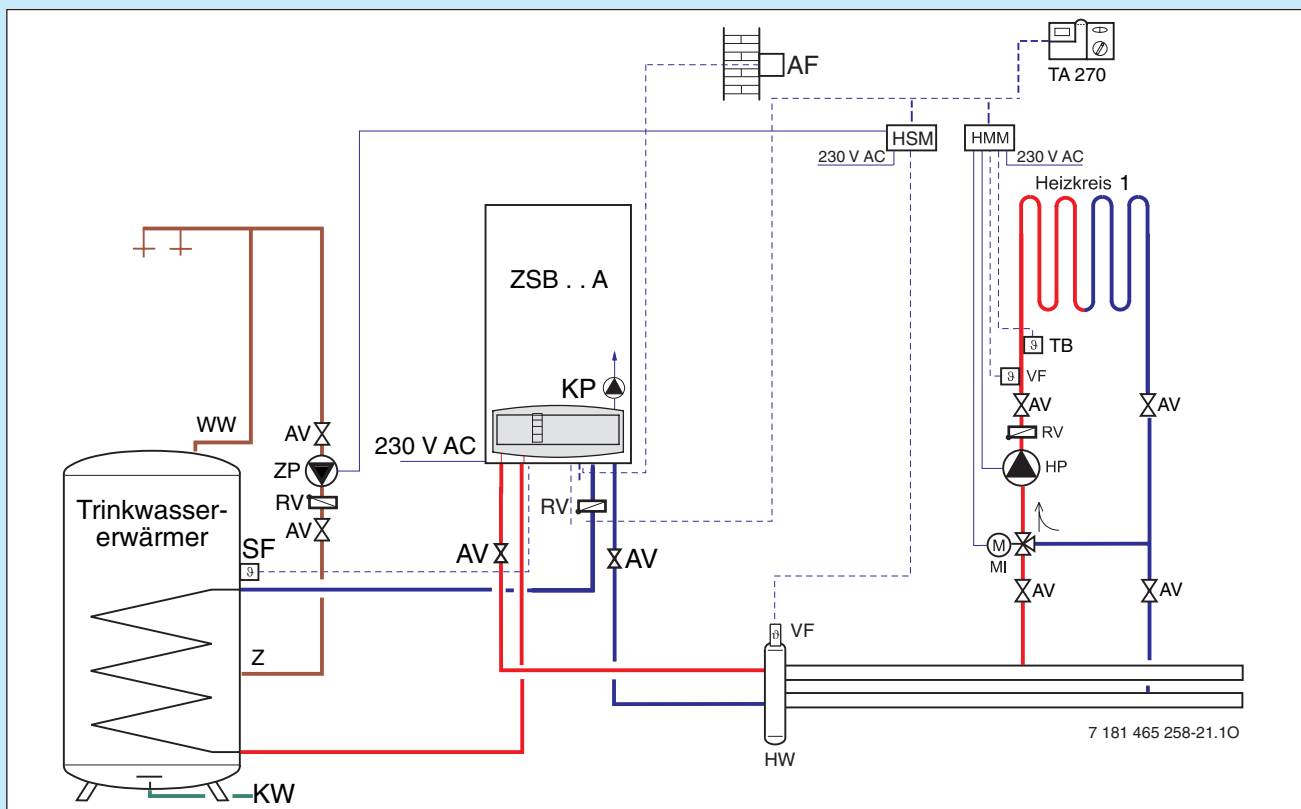 AF
TA 270
HSM
HMM
230 V AC
230 V AC
Heizkreis 1
ZSB . . A
KP
TB
VF
AV
AV
RV
HP
M
MI
AV
AV
WW
AV
ZP
RV
AV
230 V AC
RV
Trinkwasser-
erwärmer
SF
AV
AV
Z
VF
HW
KW
7 181 465 258-21.1O
ϑ
ϑ
ϑ
ϑ